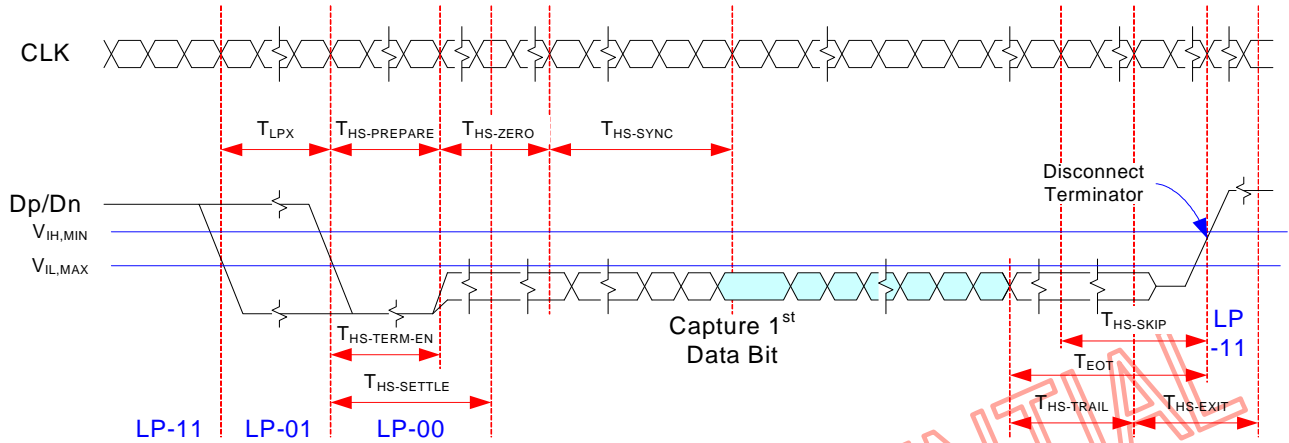 CLK
TLPX
THS-PREPARE
THS-ZERO
THS-SYNC
Disconnect
Terminator
Dp/Dn
VIH,MIN
VIL,MAX
Capture 1st
Data Bit
THS-TERM-EN
THS-SKIP
LP
-11
TEOT
THS-SETTLE
THS-TRAIL
THS-EXIT
LP-11
LP-01
LP-00
NTIAL